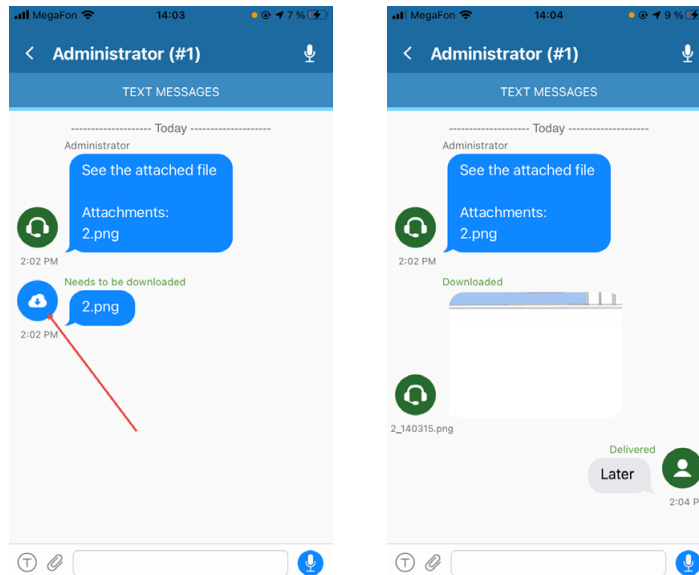 MegaFon 14:03 7 %
Administrator (#1)
TEXT MESSAGES
-------------------- Today --------------------
Administrator
See the attached file
Attachments:
2.png
2:02 PM
Needs to be downloaded
2.png
2:02 PM
T
MegaFon 14:04 9 %
Administrator (#1)
TEXT MESSAGES
-------------------- Today --------------------
Administrator
See the attached file
Attachments:
2.png
2:02 PM
Downloaded
2_140315.png
Delivered
Later
2:04 P
T